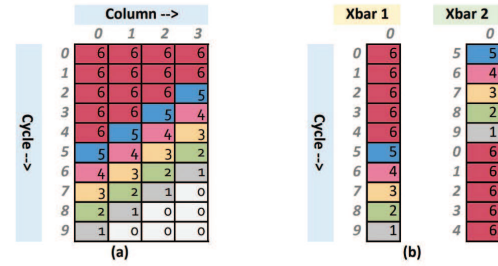 Column --> Xbar 1 Xbar 2
0 1 2 3 0 0
0 6 6 6 6 0 6 5 5
1 6 6 6 6 1 6 6 4
2 6 6 6 5 2 6 7 3
3 6 6 5 4 3 6 8 2
4 6 5 4 3 4 6 9 1
5 5 4 3 2 5 5 0 6
6 4 3 2 1 6 4 1 6
7 3 2 1 0 7 3 2 6
8 2 1 0 0 8 2 3 6
9 1 0 0 0 9 1 4 6
Cycle --> Cycle -->
(a) (b)